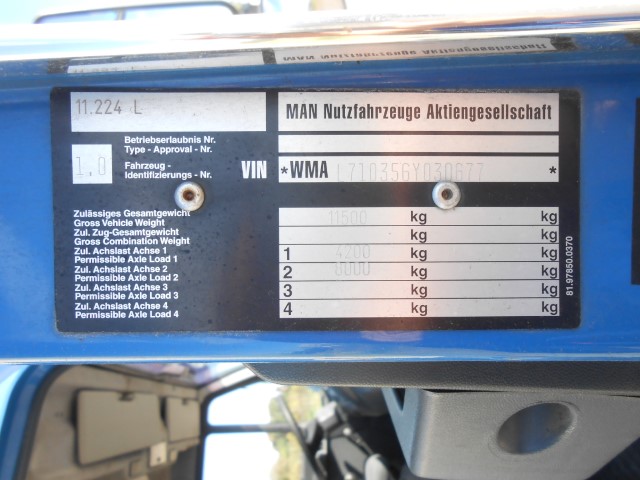 11.224 L
MAN Nutzfahrzeuge Aktiengesellschaft
Betriebserlaubnis Nr.
Type - Approval - Nr.
1,0
Fahrzeug -
Identifizierungs - Nr.
VIN
*WMA L71035GY030677 *
Zulässiges Gesamtgewicht
Gross Vehicle Weight
11500 kg kg
Zul. Zug-Gesamtgewicht
Gross Combination Weight
kg kg
Zul. Achslast Achse 1
Permissible Axle Load 1
1 4200 kg kg
Zul. Achslast Achse 2
Permissible Axle Load 2
2 kg kg
Zul. Achslast Achse 3
Permissible Axle Load 3
3 kg kg
Zul. Achslast Achse 4
Permissible Axle Load 4
4 kg kg
81.97850.0370